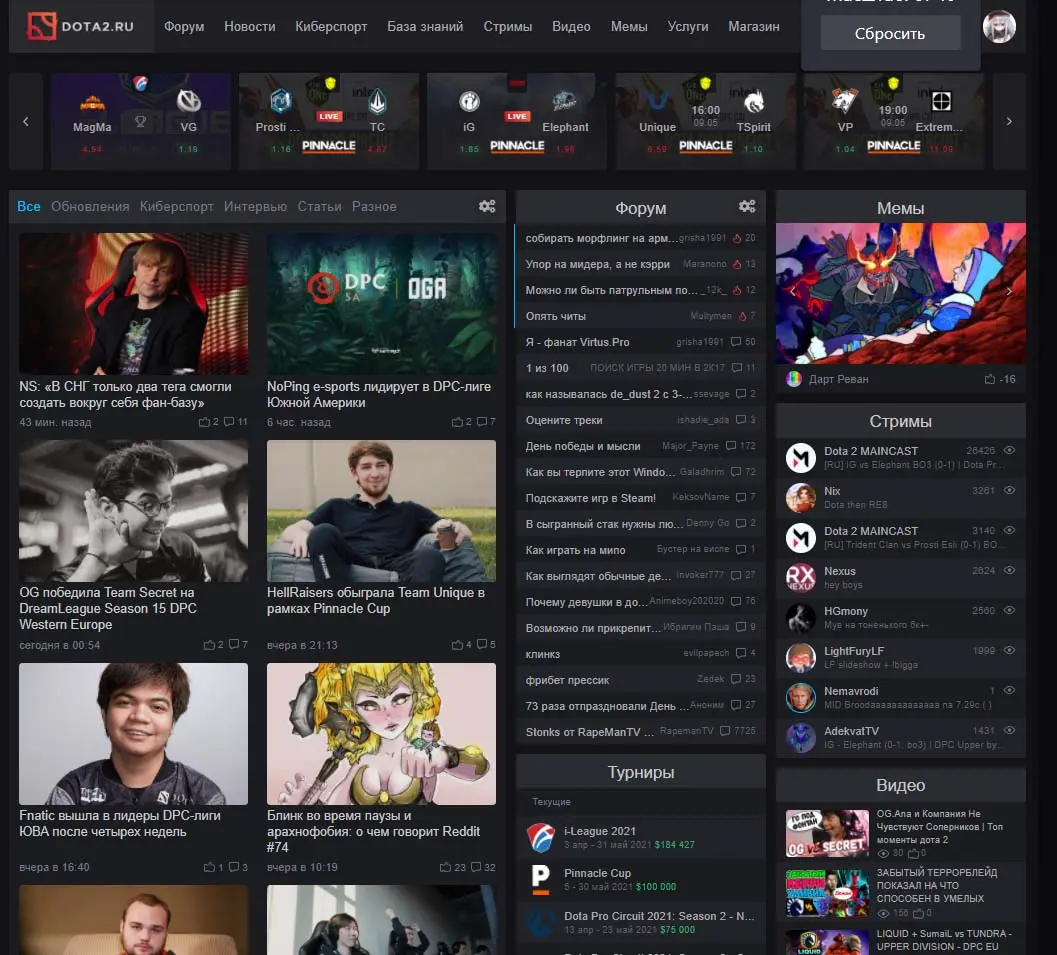 DOTA2.RU
Форум Новости Киберспорт База знаний Стримы Видео Мемы Услуги Магазин
Сбросить
MagMa VG
4.54 1.18
Prosti ... LIVE TC
1.16 PINNACLE 4.87
iG LIVE Elephant
1.85 PINNACLE 1.96
Unique 16:00 09.05 TSpirit
6.59 PINNACLE 1.10
VP 19:00 09.05 Extrem...
1.04 PINNACLE 11.09
Все Обновления Киберспорт Интервью Статьи Разное
DPC SA OGA
NS: «В СНГ только два тега смогли
создать вокруг себя фан-базу»
43 мин. назад 2 11
NoPing e-sports лидирует в DPC-лиге
Южной Америки
6 час. назад 2 7
OG победила Team Secret на
DreamLeague Season 15 DPC
Western Europe
сегодня в 00:54 2 7
HellRaisers обыграла Team Unique в
рамках Pinnacle Cup
вчера в 21:13 4 5
Fnatic вышла в лидеры DPC-лиги
ЮВА после четырех недель
вчера в 16:40 1 3
Блинк во время паузы и
арахнофобия: о чем говорит Reddit
#74
вчера в 10:19 23 32
Форум
собирать морфлинг на арм... grisha1991 20
Упор на мидера, а не кэрри Maranono 13
Можно ли быть патрульным по... _12k_ 12
Опять читы Multymen 7
Я - фанат Virtus.Pro grisha1991 50
1 из 100 ПОИСК ИГРЫ 20 МИН В 2К17 11
как называлась de_dust 2 с 3-... ssevage 2
Оцените треки ishadie_ada 3
День победы и мысли Major_Payne 172
Как вы терпите этот Windo... Galadhrim 72
Подскажите игр в Steam! KeksovName 7
В сыгранный стак нужны лю... Denny Go 2
Как играть на мипо Бустер на виспе 1
Как выглядят обычные де... Invoker777 27
Почему девушки в до... Animeboy202020 76
Возможно ли прикрепит... Ибрагим Паша 9
клинкз evilpapech 4
фрибет прессик Zedek 23
73 раза отпраздновали День ... Аноним 27
Stonks от RapeManTV ... RapemanTV 7725
Турниры
Текущие
i-League 2021
3 апр - 31 май 2021 $184 427
Pinnacle Cup
5 - 30 май 2021 $100 000
Dota Pro Circuit 2021: Season 2 - N...
13 апр - 23 май 2021 $75 000
Мемы
Дарт Реван -16
Стримы
Dota 2 MAINCAST 26426
[RU] IG vs Elephant BO3 (0-1) | Dota Pr...
Nix 3261
Dota then RE8
Dota 2 MAINCAST 3140
[RU] Trident Clan vs Prosti Esli (0-1) BO...
Nexus 2624
hey boys
HGmony 2560
Мув на тоненького бк+-
LightFuryLF 1999
LF slideshow + !bigga
Nemavrodi 1
MID Broodaaaaaaaaaaaaa na 7.29c ( )
AdekvatTV 1431
IG - Elephant (0-1, bo3) | DPC Upper by...
Видео
ГО ПОД ФОНТАН
OG VS SECRET
OG.Ana и Компания Не
Чувствуют Соперников | Топ
моменты дота 2
80 0
ЗАБЫТЫЙ ТЕРРОРБЛЕЙД
ПОКАЗАЛ НА ЧТО
СПОСОБЕН В УМЕЛЫХ
156 0
LIQUID
LIQUID + SumaiL vs TUNDRA -
UPPER DIVISION - DPC EU